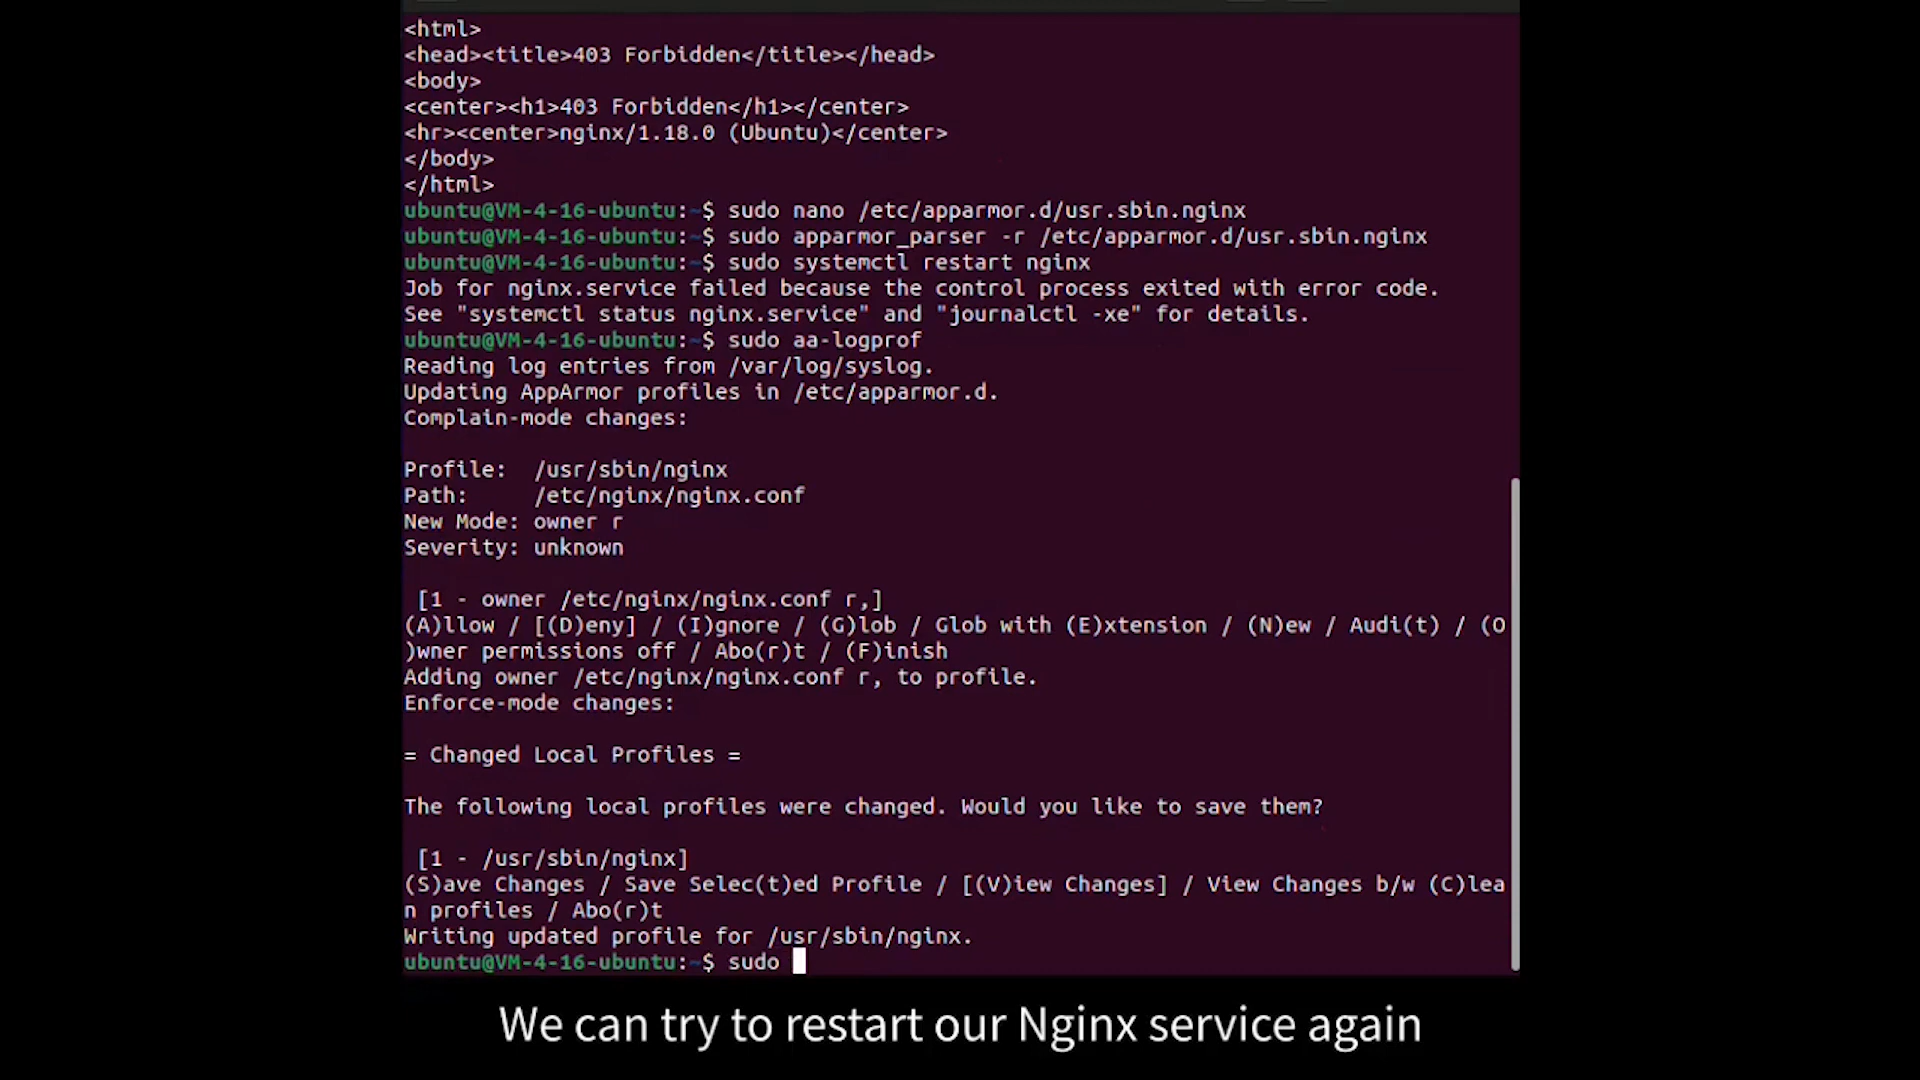 <html>
<head><title>403 Forbidden</title></head>
<body>
<center><h1>403 Forbidden</h1></center>
<hr><center>nginx/1.18.0 (Ubuntu)</center>
</body>
</html>
ubuntu@VM-4-16-ubuntu:~$ sudo nano /etc/apparmor.d/usr.sbin.nginx
ubuntu@VM-4-16-ubuntu:~$ sudo apparmor_parser -r /etc/apparmor.d/usr.sbin.nginx
ubuntu@VM-4-16-ubuntu:~$ sudo systemctl restart nginx
Job for nginx.service failed because the control process exited with error code.
See "systemctl status nginx.service" and "journalctl -xe" for details.
ubuntu@VM-4-16-ubuntu:~$ sudo aa-logprof
Reading log entries from /var/log/syslog.
Updating AppArmor profiles in /etc/apparmor.d.
Complain-mode changes:
Profile:  /usr/sbin/nginx
Path:     /etc/nginx/nginx.conf
New Mode: owner r
Severity: unknown
[1 - owner /etc/nginx/nginx.conf r,]
(A)llow / [(D)eny] / (I)gnore / (G)lob / Glob with (E)xtension / (N)ew / Audi(t) / (O
)wner permissions off / Abo(r)t / (F)inish
Adding owner /etc/nginx/nginx.conf r, to profile.
Enforce-mode changes:
= Changed Local Profiles =
The following local profiles were changed. Would you like to save them?
[1 - /usr/sbin/nginx]
(S)ave Changes / Save Selec(t)ed Profile / [(V)iew Changes] / View Changes b/w (C)lea
n profiles / Abo(r)t
Writing updated profile for /usr/sbin/nginx.
ubuntu@VM-4-16-ubuntu:~$ sudo
We can try to restart our Nginx service again